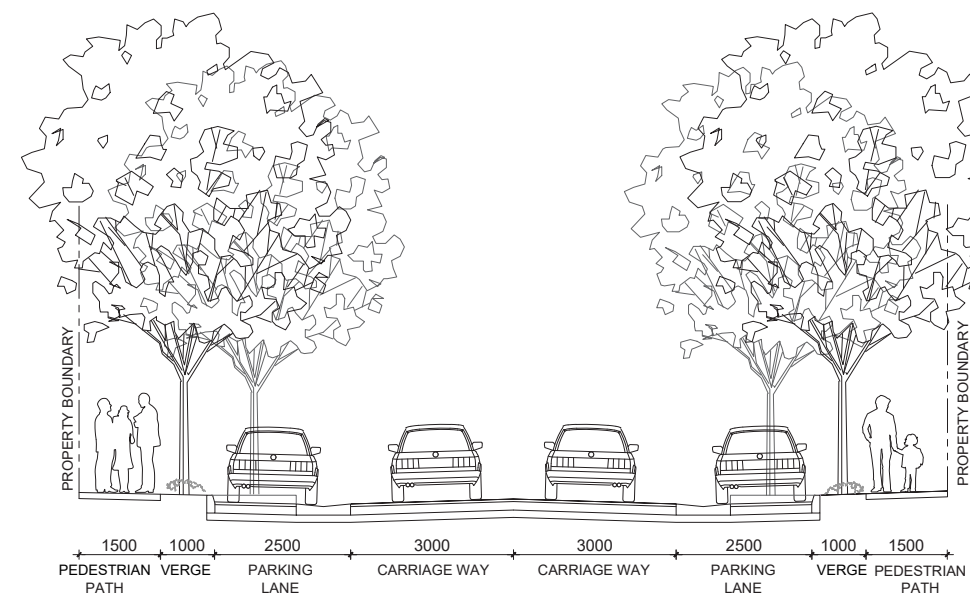 PROPERTY BOUNDARY
PROPERTY BOUNDARY
1500 1000 2500 3000 3000 2500 1000 1500
PEDESTRIAN VERGE PARKING CARRIAGE WAY CARRIAGE WAY PARKING VERGE PEDESTRIAN
PATH LANE LANE PATH